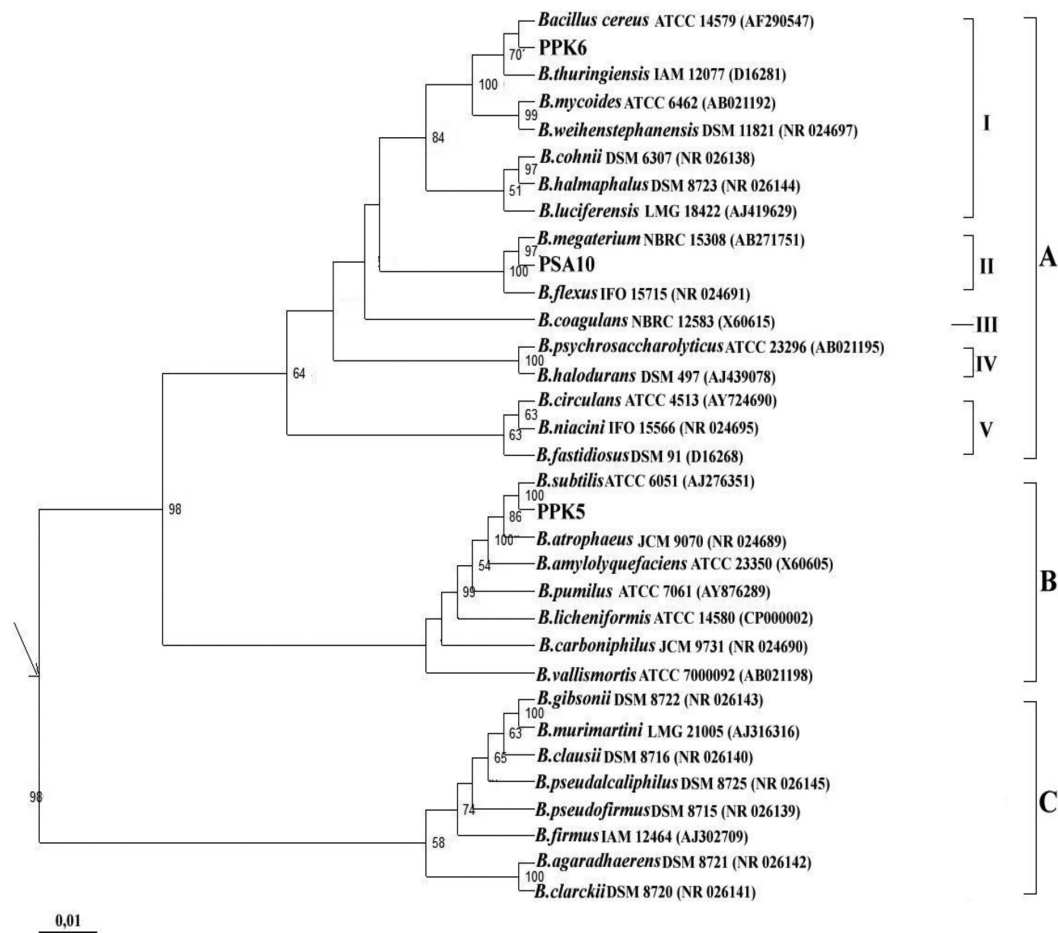 Bacillus cereus ATCC 14579 (AF290547)
PPK6
70
B.thuringiensis IAM 12077 (D16281)
100
B.mycoides ATCC 6462 (AB021192)
99
B.weihenstephanensis DSM 11821 (NR 024697)
I
84
B.cohnii DSM 6307 (NR 026138)
97
B.halmaphalus DSM 8723 (NR 026144)
51
B.luciferensis LMG 18422 (AJ419629)
B.megaterium NBRC 15308 (AB271751)
97
PSA10
100
II
A
B.flexus IFO 15715 (NR 024691)
B.coagulans NBRC 12583 (X60615)
III
B.psychrosaccharolyticus ATCC 23296 (AB021195)
100
IV
B.halodurans DSM 497 (AJ439078)
64
B.circulans ATCC 4513 (AY724690)
63
B.niacini IFO 15566 (NR 024695)
63
V
B.fastidiosus DSM 91 (D16268)
B.subtilis ATCC 6051 (AJ276351)
100
98
PPK5
86
B.atrophaeus JCM 9070 (NR 024689)
100
B.amylolyquefaciens ATCC 23350 (X60605)
54
B
B.pumilus ATCC 7061 (AY876289)
99
B.licheniformis ATCC 14580 (CP000002)
B.carboniphilus JCM 9731 (NR 024690)
B.vallismortis ATCC 7000092 (AB021198)
B.gibsonii DSM 8722 (NR 026143)
100
B.murimartini LMG 21005 (AJ316316)
63
B.clausii DSM 8716 (NR 026140)
65
B.pseudalcaliphilus DSM 8725 (NR 026145)
98
B.pseudofirmus DSM 8715 (NR 026139)
74
C
B.firmus IAM 12464 (AJ302709)
58
B.agaradhaerens DSM 8721 (NR 026142)
100
B.clarckii DSM 8720 (NR 026141)
0,01